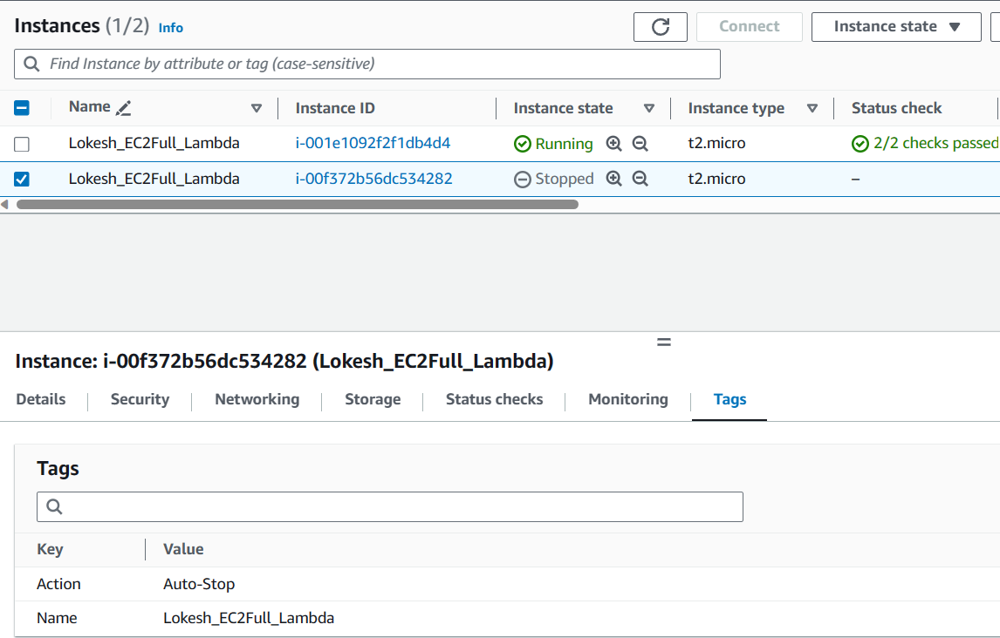 Instances (1/2) Info
Connect
Instance state
Find Instance by attribute or tag (case-sensitive)
Name Instance ID Instance state Instance type Status check
Lokesh_EC2Full_Lambda i-001e1092f2f1db4d4 Running t2.micro 2/2 checks passed
Lokesh_EC2Full_Lambda i-00f372b56dc534282 Stopped t2.micro –
Instance: i-00f372b56dc534282 (Lokesh_EC2Full_Lambda)
Details Security Networking Storage Status checks Monitoring Tags
Tags
Key Value
Action Auto-Stop
Name Lokesh_EC2Full_Lambda